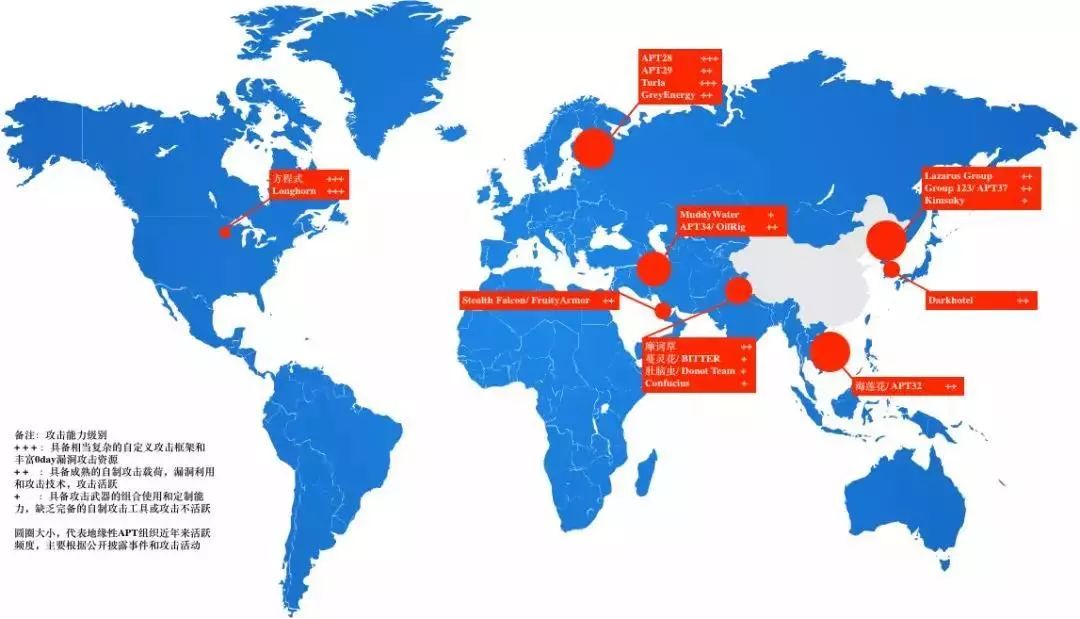 APT28 +++
APT29 ++
Turla +++
GreyEnergy ++
方程式 +++
Longhorn +++
Lazarus Group ++
Group 123/ APT37 ++
Kimsuky +
MuddyWater +
APT34/ OilRig ++
Stealth Falcon/ FruityArmor ++
Darkhotel ++
摩诃草 ++
蔓灵花/ BITTER +
肚脑虫/ Donot Team +
Confucius +
海莲花/ APT32 ++
备注：攻击能力级别
+++：具备相当复杂的自定义攻击框架和
丰富0day漏洞攻击资源
++ ：具备成熟的自制攻击载荷，漏洞利用
和攻击技术，攻击活跃
+ ：具备攻击武器的组合使用和定制能
力，缺乏完备的自制攻击工具或攻击不活跃
圆圈大小，代表地缘性APT组织近年来活跃
频度，主要根据公开披露事件和攻击活动